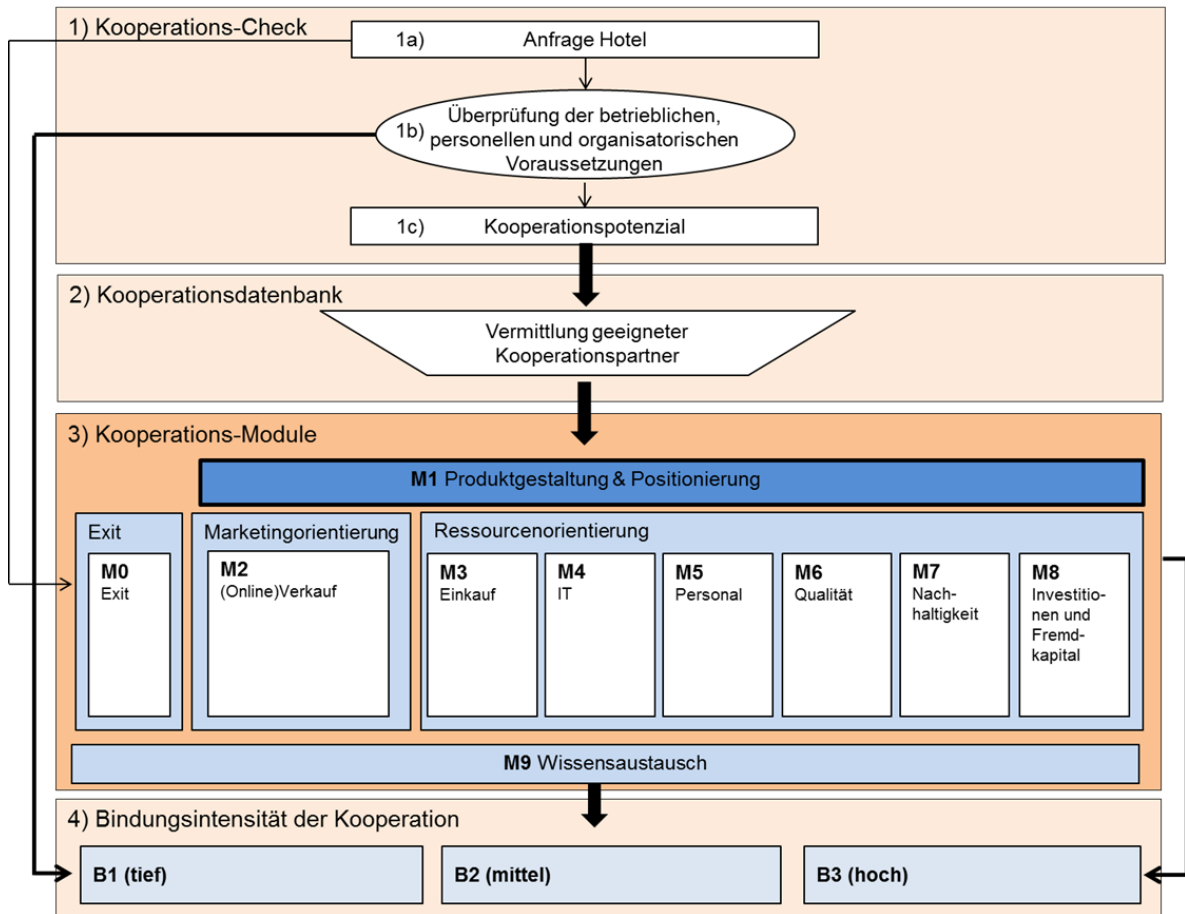 1) Kooperations-Check
1a) Anfrage Hotel
1b) Überprüfung der betrieblichen,
personellen und organisatorischen
Voraussetzungen
1c) Kooperationspotenzial
2) Kooperationsdatenbank
Vermittlung geeigneter
Kooperationspartner
3) Kooperations-Module
M1 Produktgestaltung & Positionierung
Exit
M0
Exit
Marketingorientierung
M2
(Online)Verkauf
Ressourcenorientierung
M3
Einkauf
M4
IT
M5
Personal
M6
Qualität
M7
Nach-
haltigkeit
M8
Investitio-
nen und
Fremd-
kapital
M9 Wissensaustausch
4) Bindungsintensität der Kooperation
B1 (tief)
B2 (mittel)
B3 (hoch)